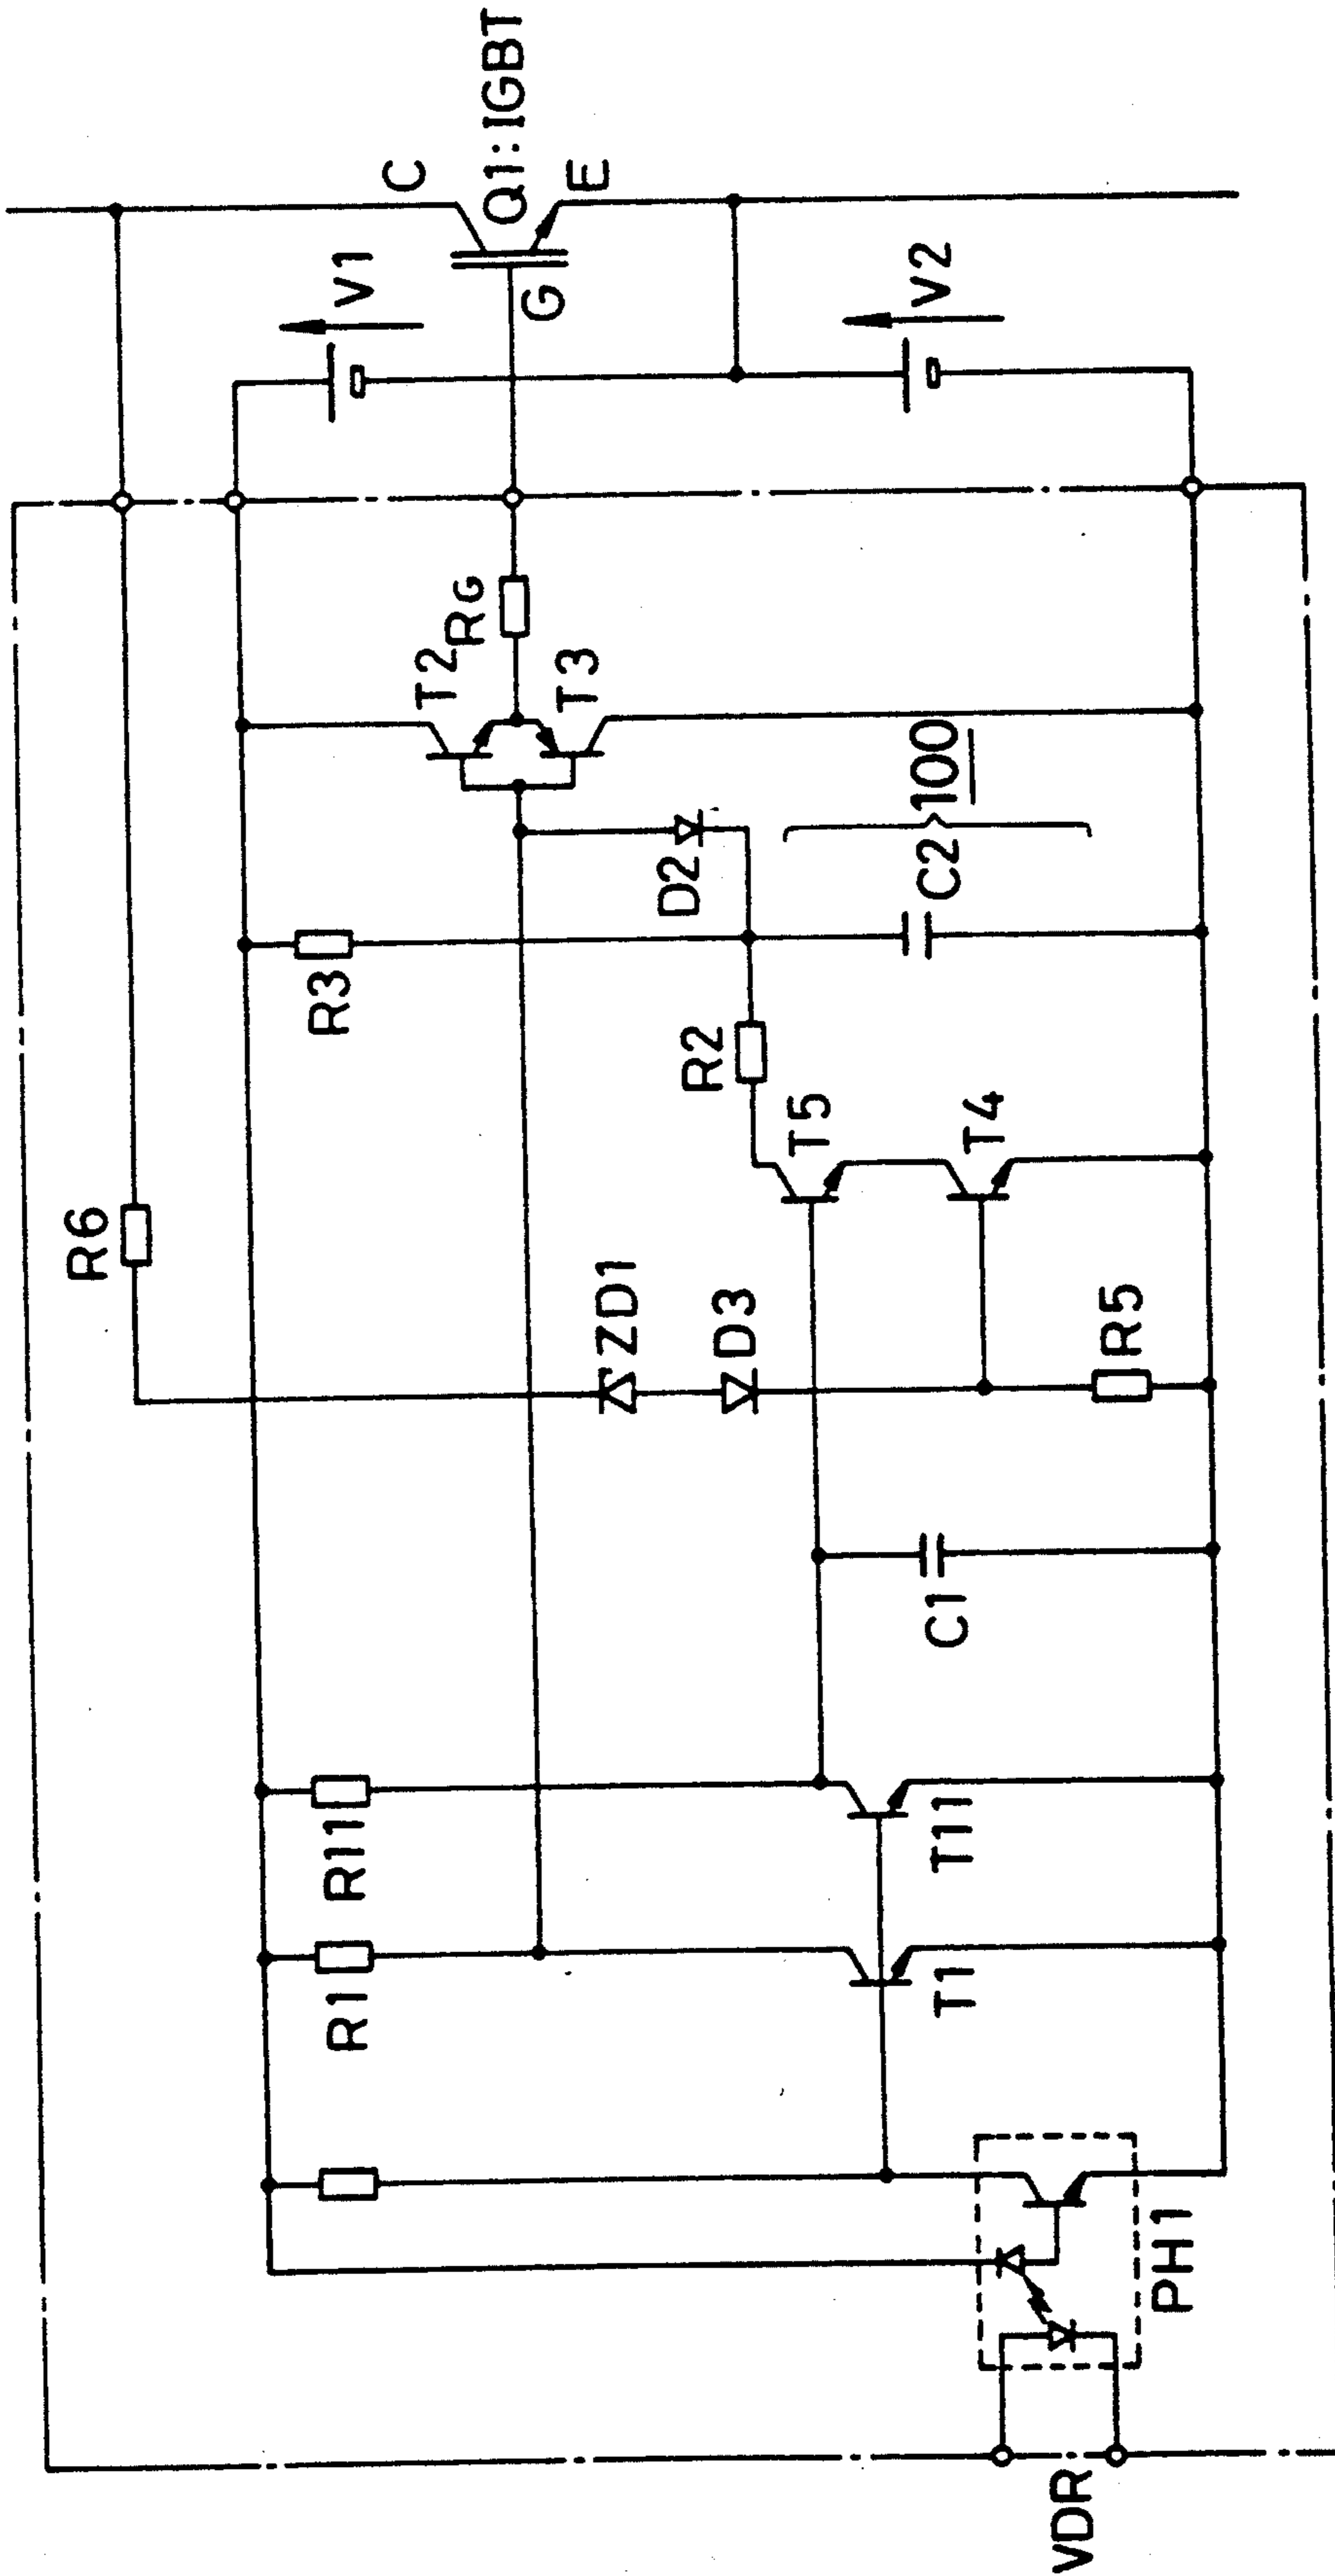 R6
V1
C
Q1:IGBT
G
E
V2
R3
T2
RG
T3
D2
C2
100
R2
T5
T4
ZD1
D3
R5
R11
R1
C1
T11
T1
PH1
VDR